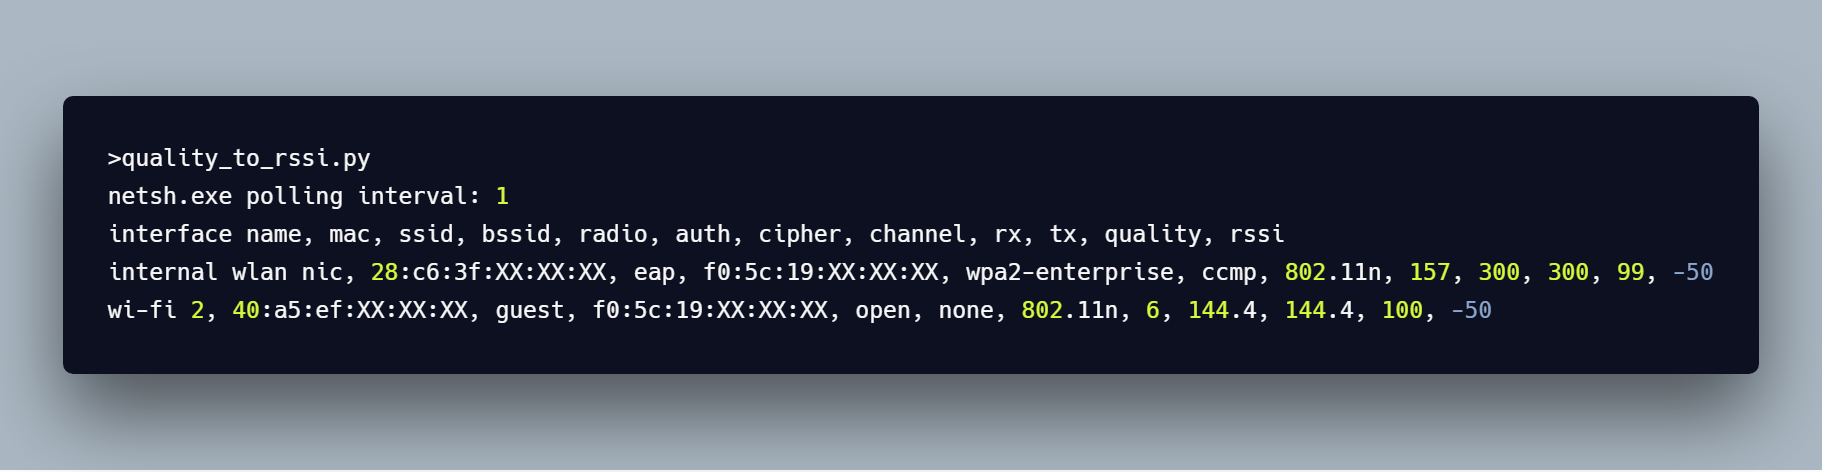 >quality_to_rssi.py
netsh.exe polling interval: 1
interface name, mac, ssid, bssid, radio, auth, cipher, channel, rx, tx, quality, rssi
internal wlan nic, 28:c6:3f:XX:XX:XX, eap, f0:5c:19:XX:XX:XX, wpa2-enterprise, ccmp, 802.11n, 157, 300, 300, 99, -50
wi-fi 2, 40:a5:ef:XX:XX:XX, guest, f0:5c:19:XX:XX:XX, open, none, 802.11n, 6, 144.4, 144.4, 100, -50